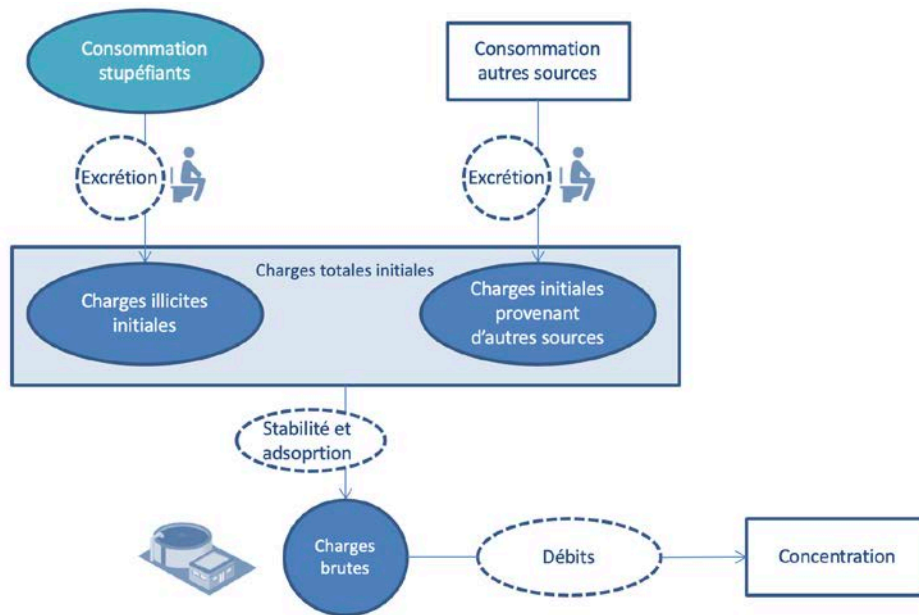 Consommation
stupéfiants
Consommation
autres sources
Excrétion
Excrétion
Charges totales initiales
Charges illicites
initiales
Charges initiales
provenant
d'autres sources
Stabilité et
adsoprtion
Charges
brutes
Débits
Concentration